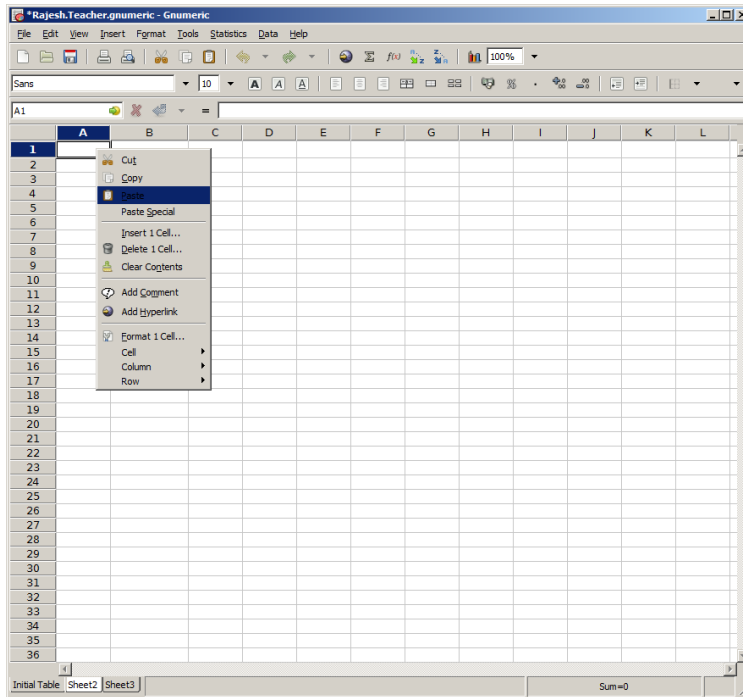 *Rajesh.Teacher.gnumeric - Gnumeric
File Edit View Insert Format Tools Statistics Data Help
f(x) 100%
Sans 10 A A A %
A1 =
A B C D E F G H I J K L
1
2
3
4
5
6
7
8
9
10
11
12
13
14
15
16
17
18
19
20
21
22
23
24
25
26
27
28
29
30
31
32
33
34
35
36
Cut
Copy
Paste
Paste Special
Insert 1 Cell...
Delete 1 Cell...
Clear Contents
Add Comment
Add Hyperlink
Format 1 Cell...
Cell
Column
Row
Initial Table Sheet2 Sheet3 Sum=0